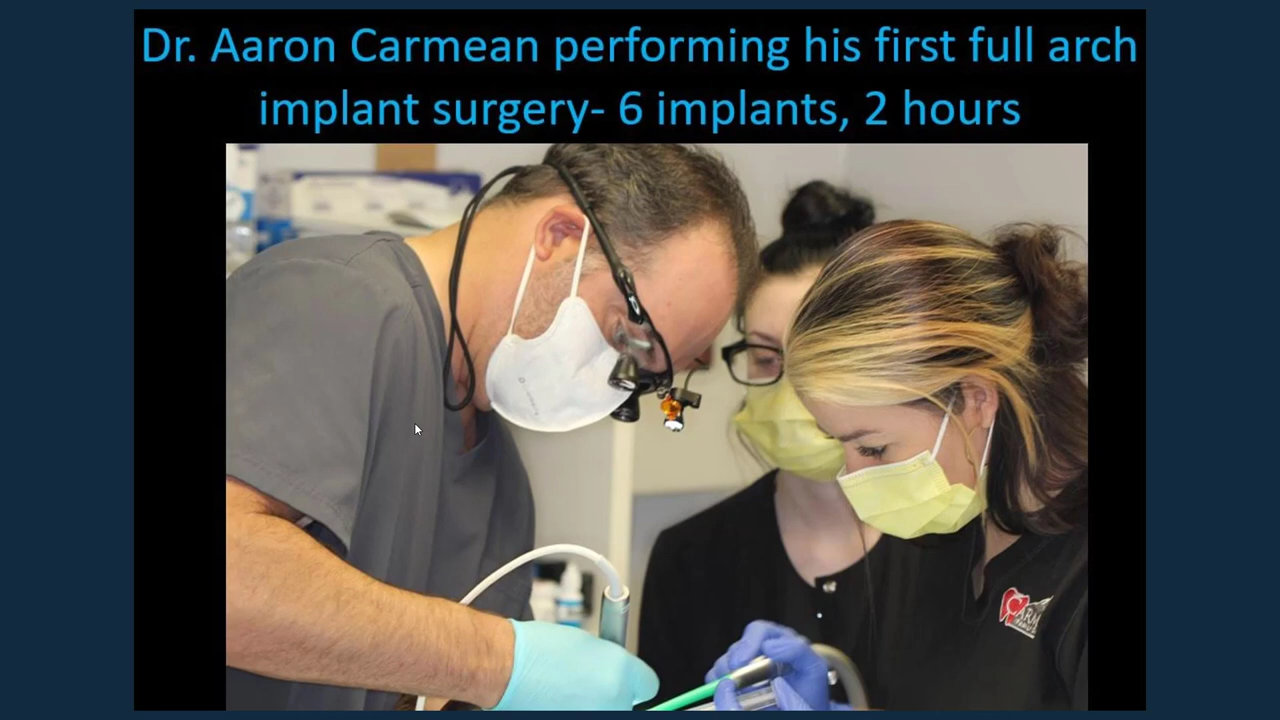 Dr. Aaron Carmean performing his first full arch
implant surgery- 6 implants, 2 hours